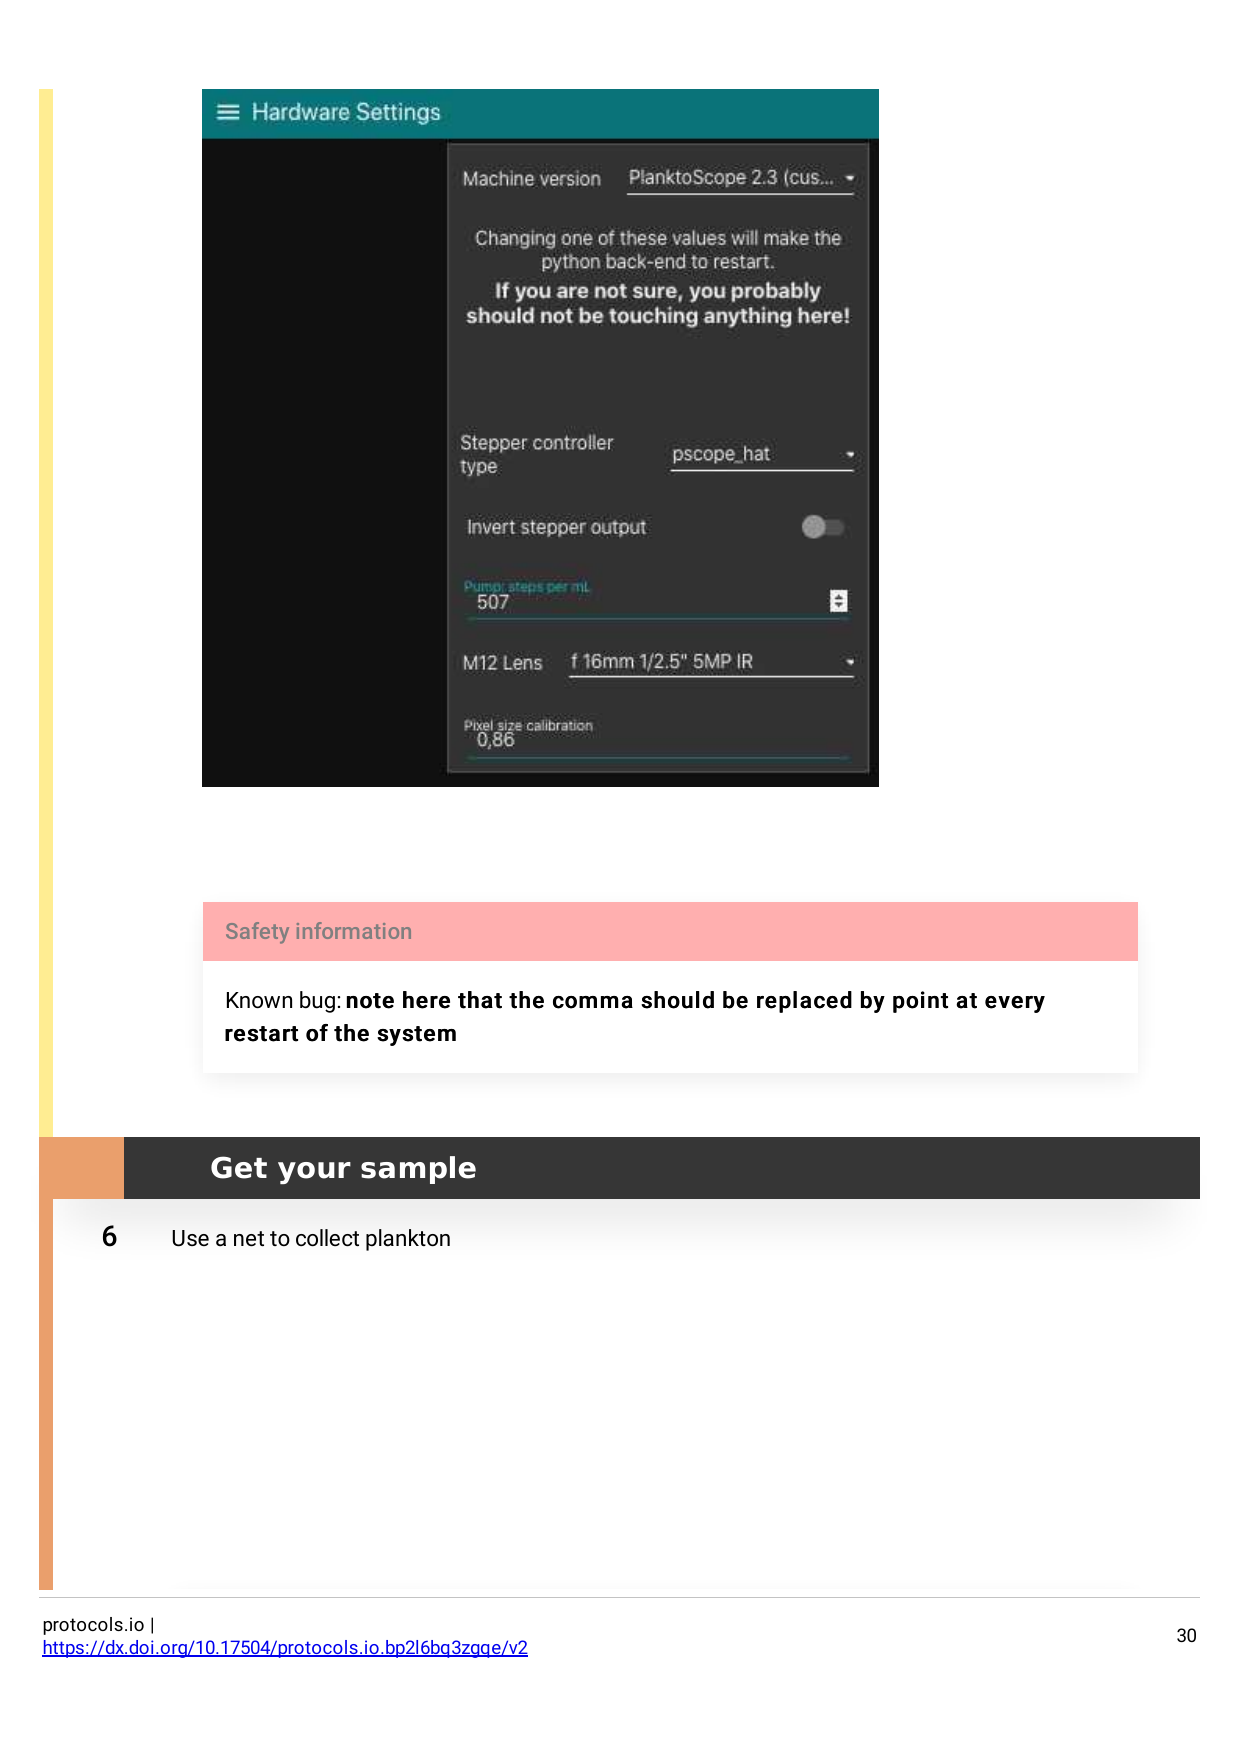 Hardware Settings
Machine version PlanktoScope 2.3 (cus...
Changing one of these values will make the
python back-end to restart.
If you are not sure, you probably
should not be touching anything here!
Stepper controller
type
pscope_hat
Invert stepper output
Pump: steps per mL
507
M12 Lens f 16mm 1/2.5" 5MP IR
Pixel size calibration
0,86
Safety information
Known bug: note here that the comma should be replaced by point at every
restart of the system
Get your sample
6 Use a net to collect plankton
protocols.io |
https://dx.doi.org/10.17504/protocols.io.bp2l6bq3zgqe/v2
30